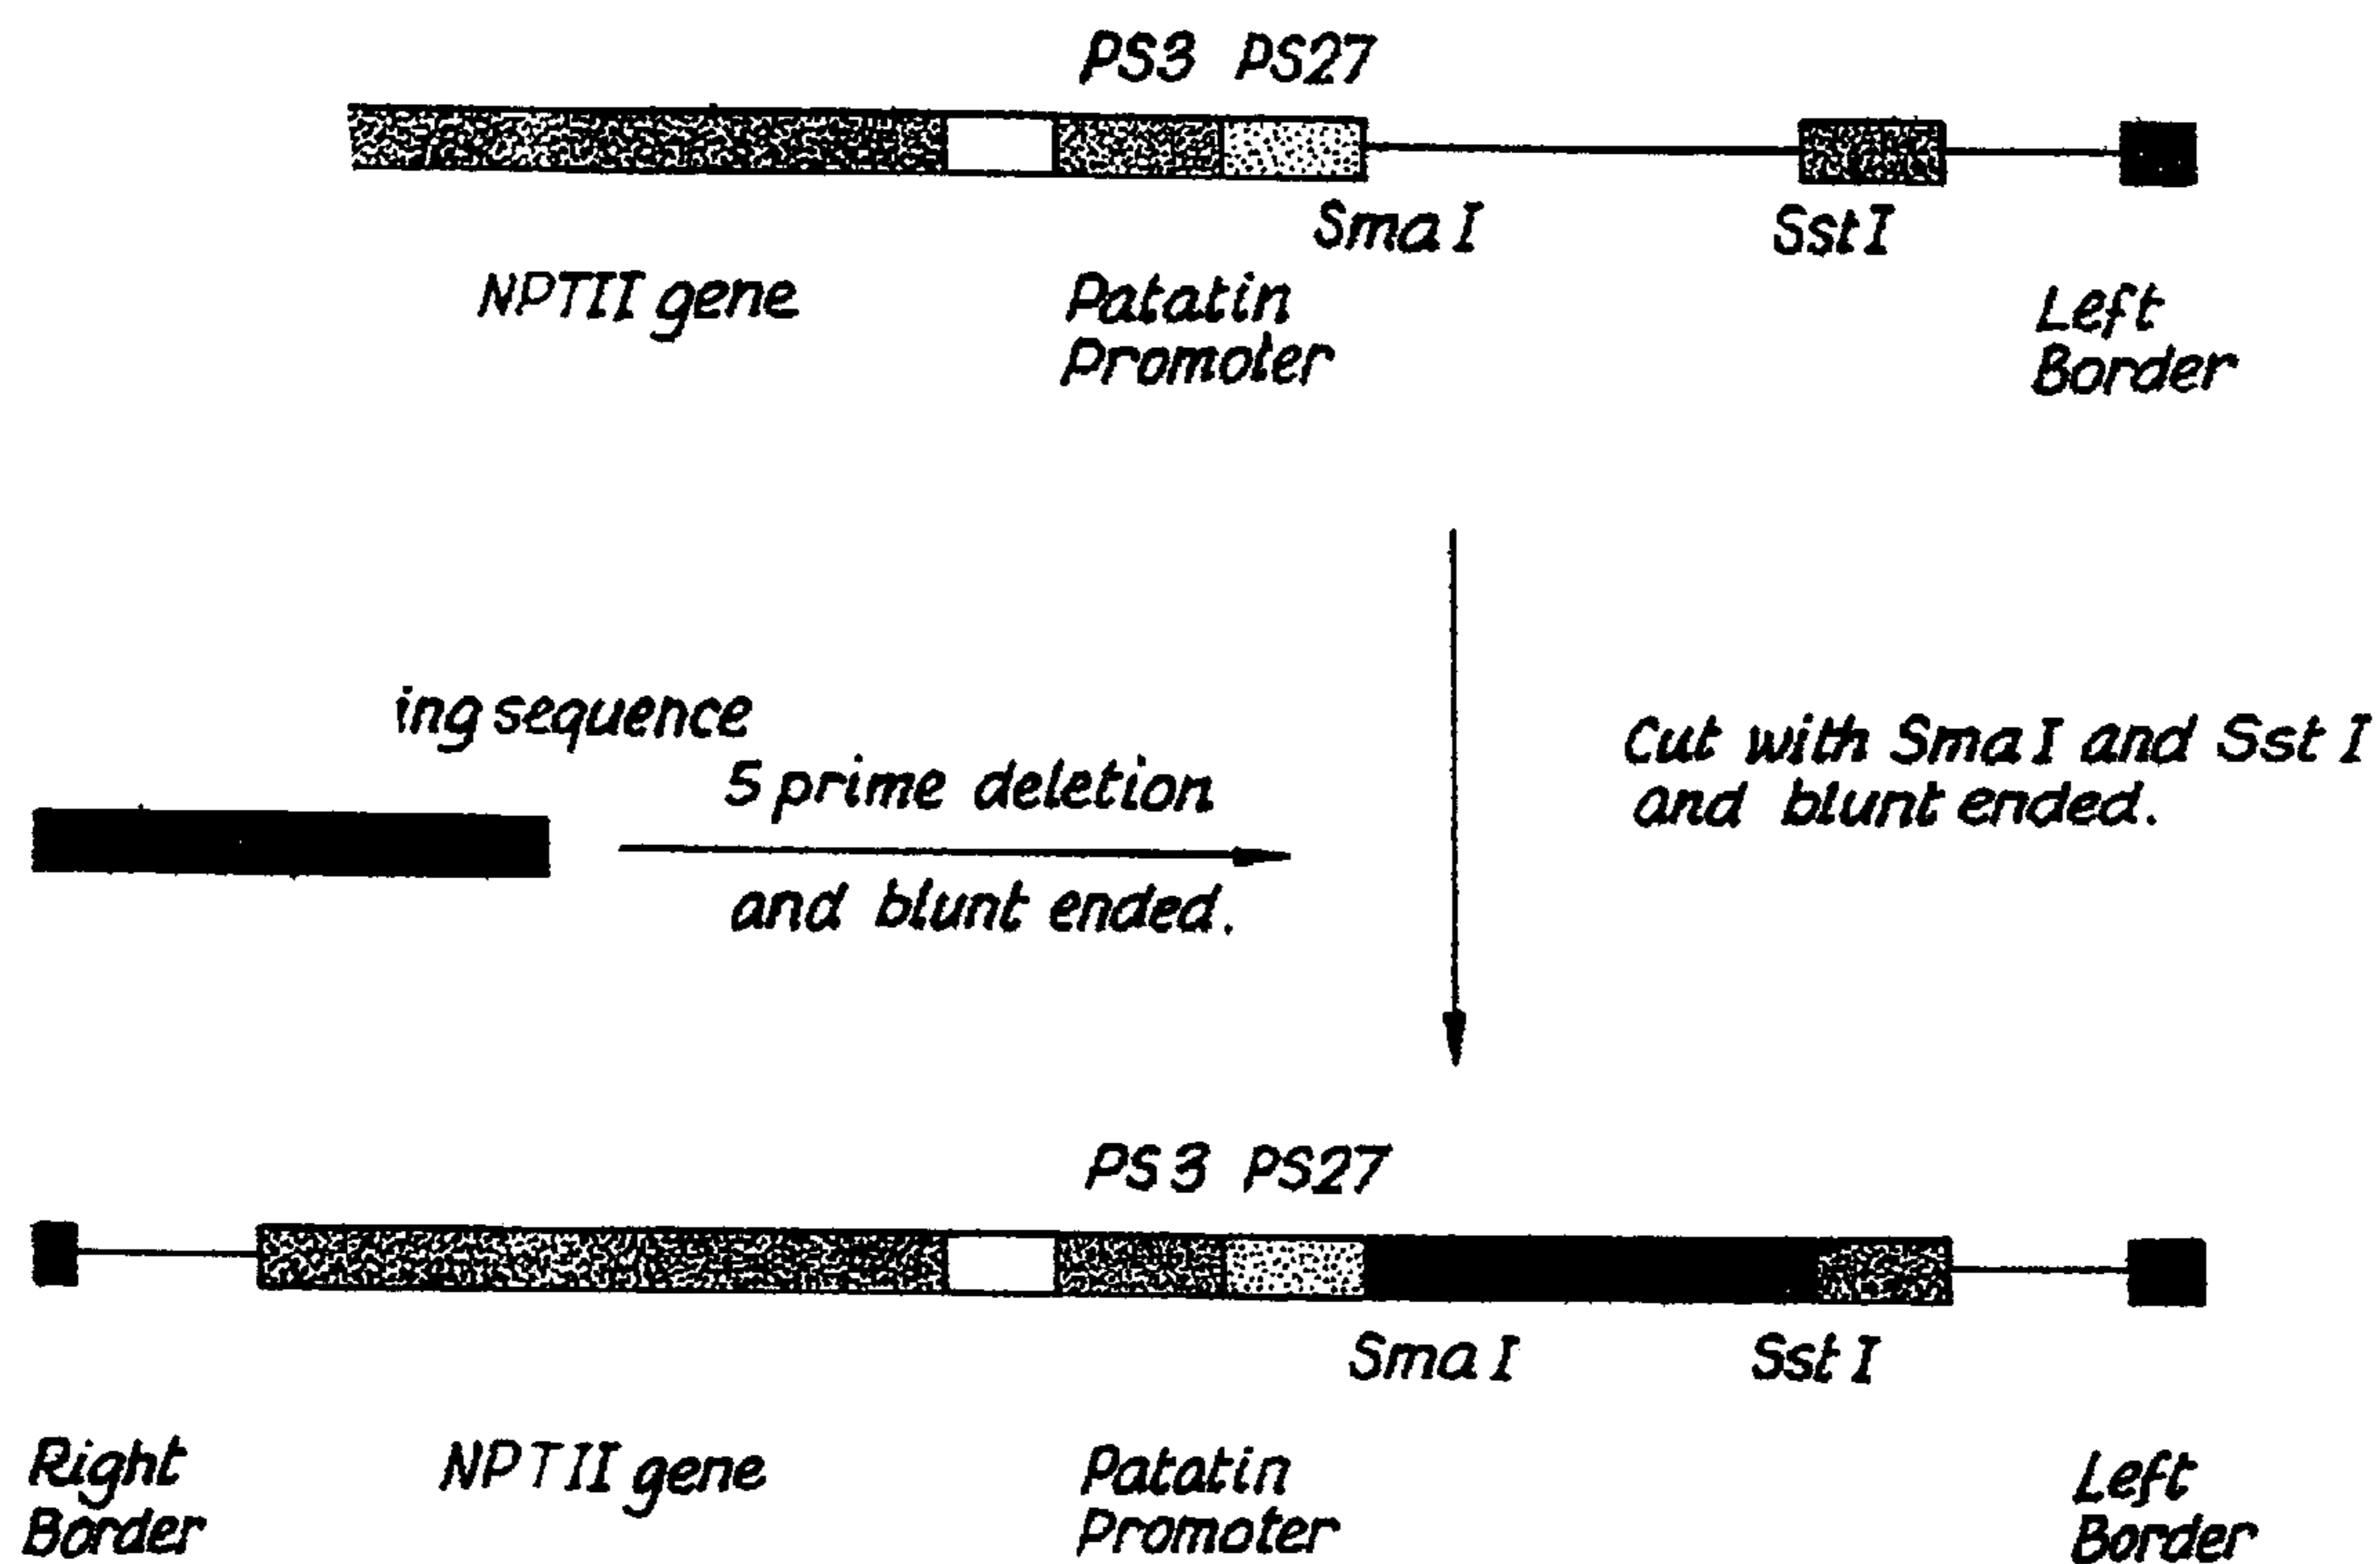 PS3 PS27
Sma I
Sst I
NPTII gene
Patatin
Promoter
Left
Border
ing sequence
5 prime deletion
and blunt ended.
Cut with Sma I and Sst I
and blunt ended.
PS3 PS27
Sma I
Sst I
Right
Border
NPTII gene
Patatin
Promoter
Left
Border